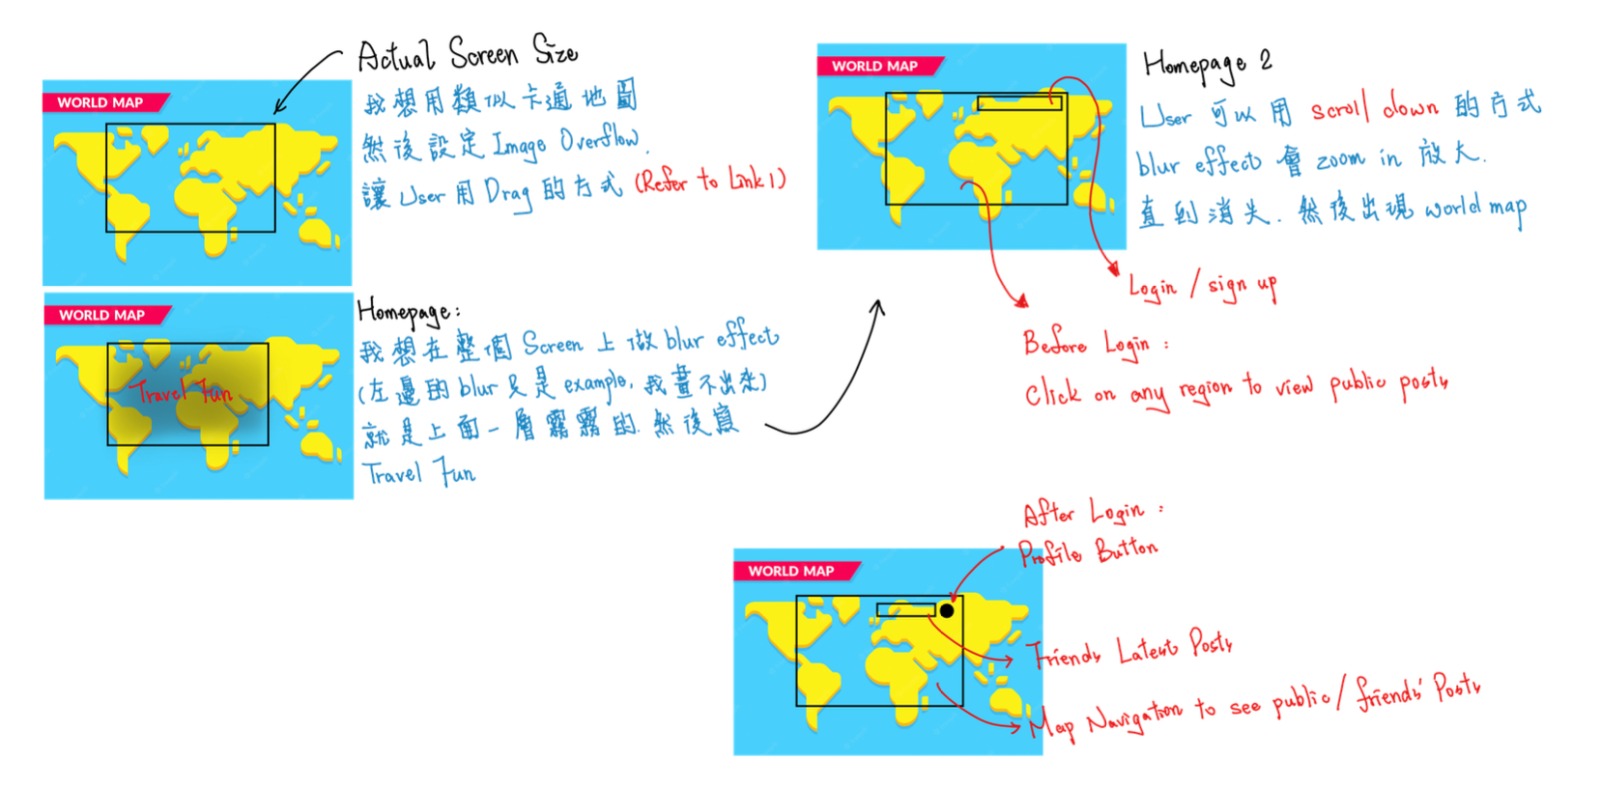 Actual Screen Size
WORLD MAP
我想用類似卡通地圖
然後設定 Image Overflow.
讓 User 用 Drag 的方式 (Refer to Link 1)
WORLD MAP
Travel Fun
Homepage:
我想在整個 Screen 上做 blur effect
(左邊的 blur 只是 example, 我畫不出來)
就是上面一層霧霧的. 然後寫
Travel Fun
WORLD MAP
Homepage 2
User 可以用 scroll down 的方式
blur effect 會 zoom in 放大.
直到消失. 然後出現 world map
Login / sign up
Before Login :
Click on any region to view public posts
WORLD MAP
After Login :
Profile Button
Friends Latest Posts
Map Navigation to see public/friends' Posts